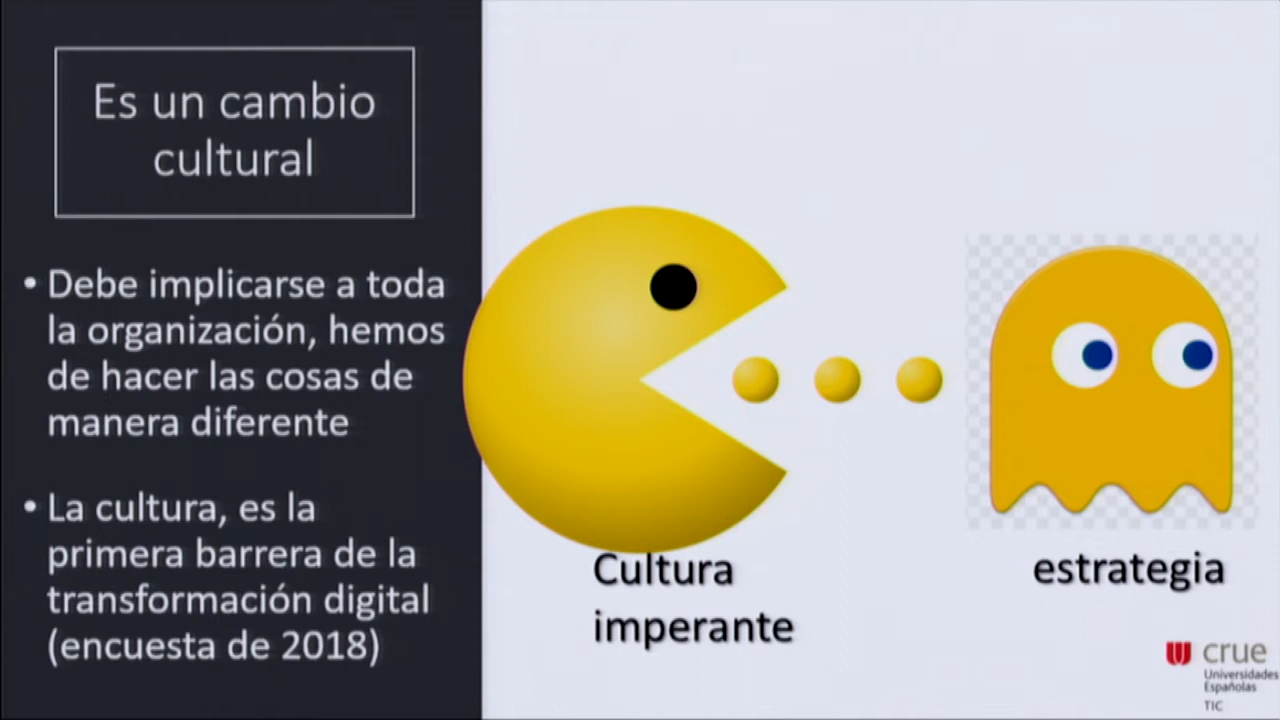 Es un cambio
cultural
• Debe implicarse a toda
la organización, hemos
de hacer las cosas de
manera diferente
• La cultura, es la
primera barrera de la
transformación digital
(encuesta de 2018)
Cultura
imperante
estrategia
crue
Universidades
Españolas
TIC